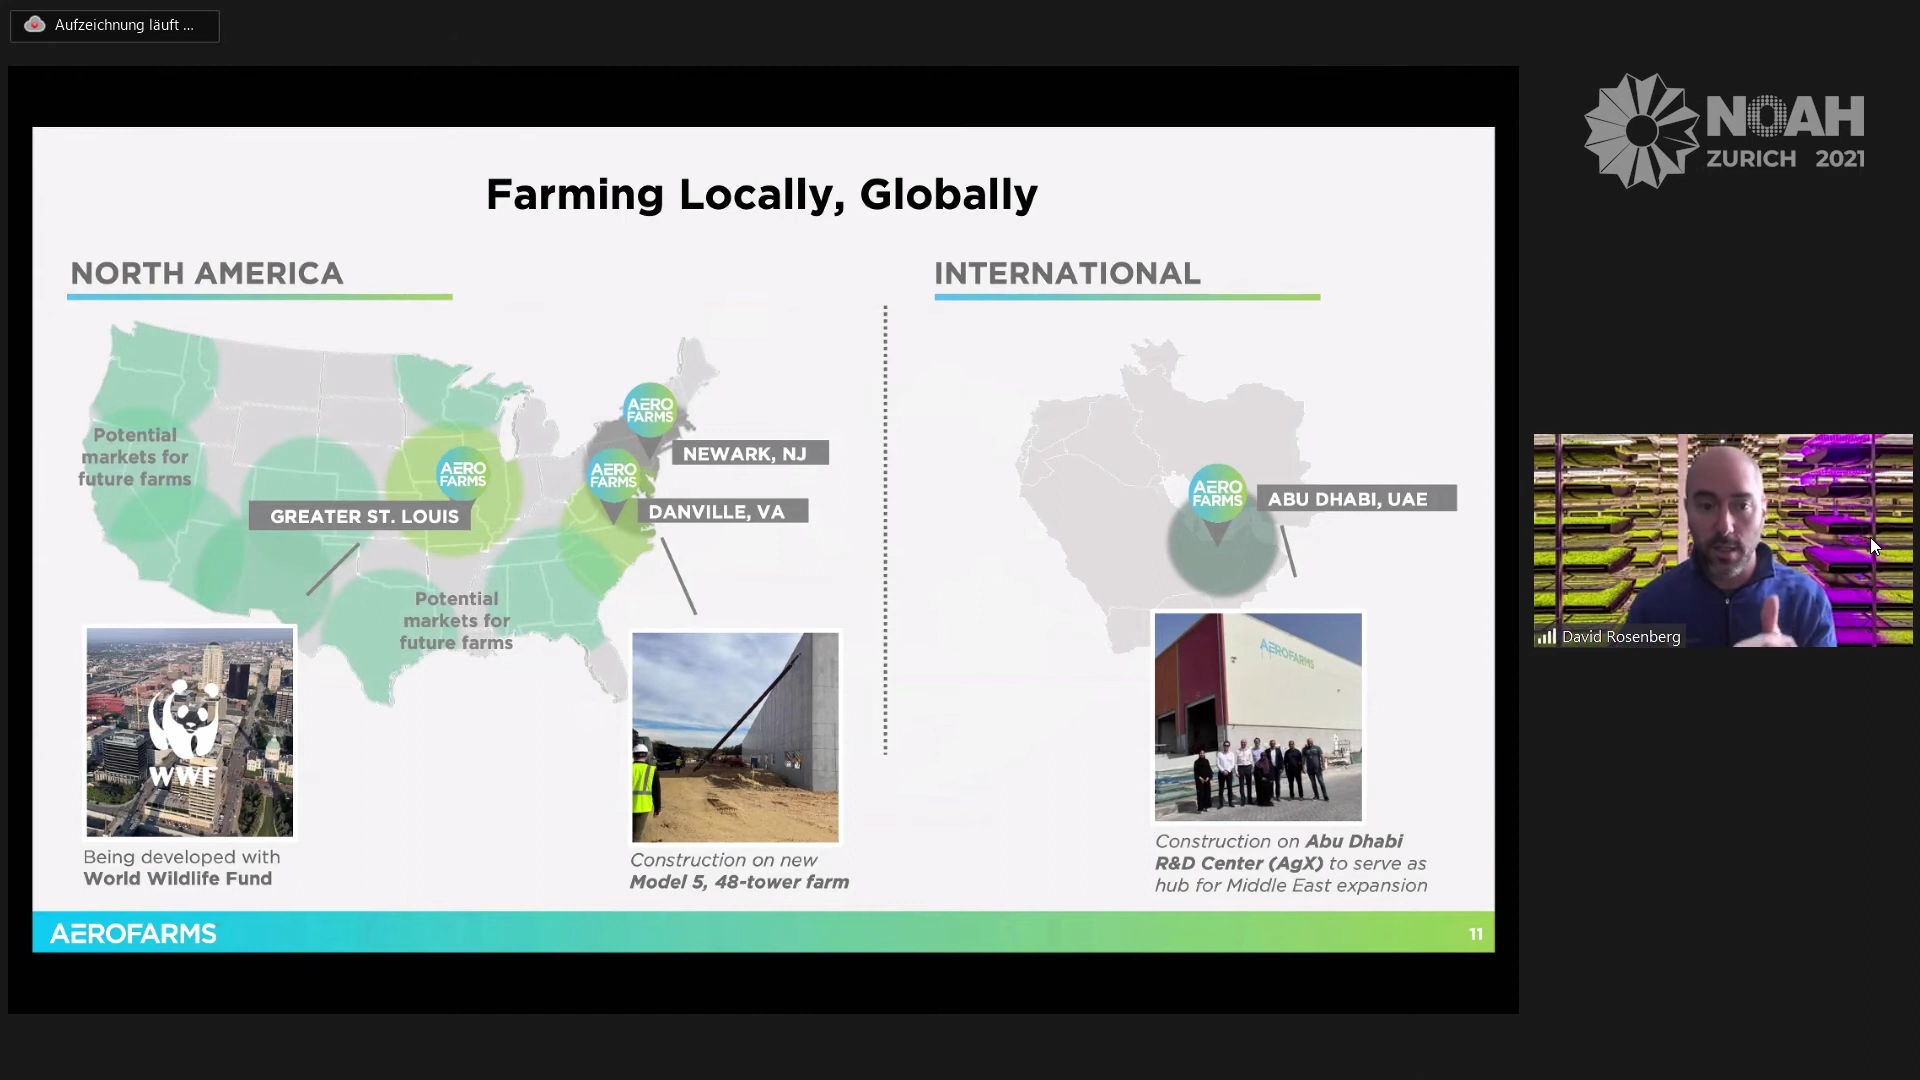 Aufzeichnung läuft ...
NOAH
ZURICH 2021
Farming Locally, Globally
NORTH AMERICA
INTERNATIONAL
Potential
markets for
future farms
AERO
FARMS
NEWARK, NJ
AERO
FARMS
GREATER ST. LOUIS
AERO
FARMS
DANVILLE, VA
Potential
markets for
future farms
AERO
FARMS
ABU DHABI, UAE
WWF
AEROFARMS
Being developed with
World Wildlife Fund
Construction on new
Model 5, 48-tower farm
Construction on Abu Dhabi
R&D Center (AgX) to serve as
hub for Middle East expansion
AEROFARMS
11
David Rosenberg